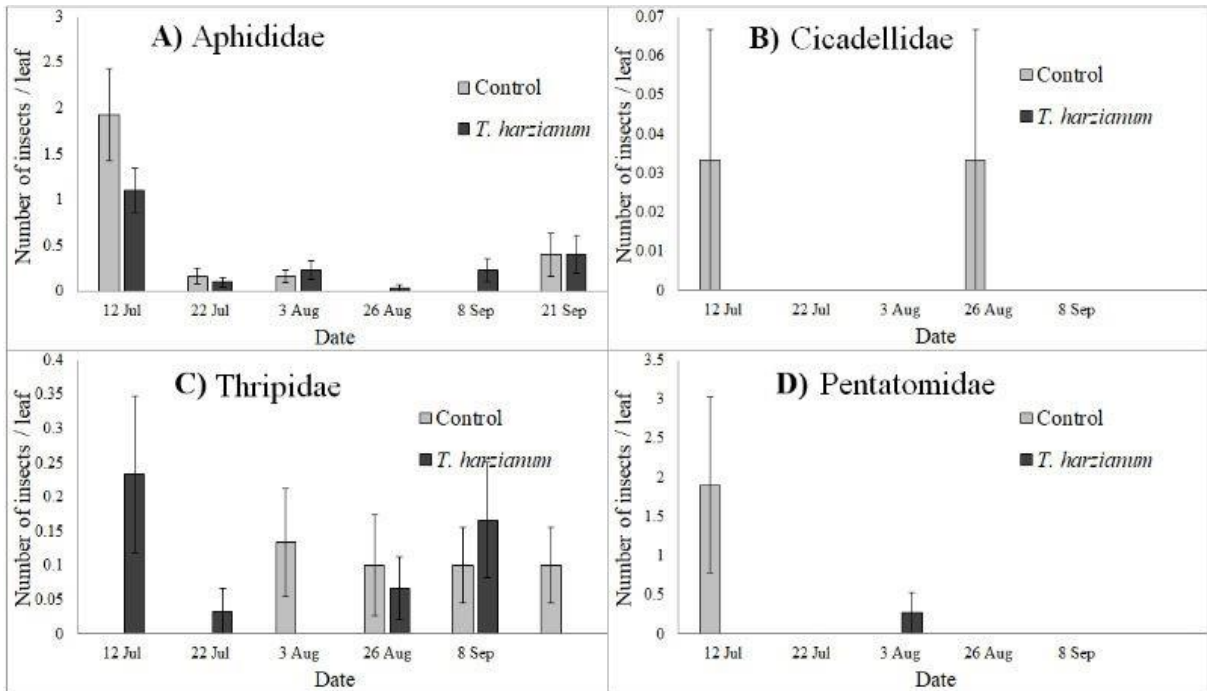 A) Aphididae
Control
T. harzianum
Number of insects / leaf
3
2.5
2
1.5
1
0.5
0
12 Jul 22 Jul 3 Aug 26 Aug 8 Sep 21 Sep
Date
B) Cicadellidae
Control
T. harzianum
Number of insects / leaf
0.07
0.06
0.05
0.04
0.03
0.02
0.01
0
12 Jul 22 Jul 3 Aug 26 Aug 8 Sep
Date
C) Thripidae
Control
T. harzianum
Number of insects / leaf
0.4
0.35
0.3
0.25
0.2
0.15
0.1
0.05
0
12 Jul 22 Jul 3 Aug 26 Aug 8 Sep
Date
D) Pentatomidae
Control
T. harzianum
Number of insects / leaf
3.5
3
2.5
2
1.5
1
0.5
0
12 Jul 22 Jul 3 Aug 26 Aug 8 Sep
Date